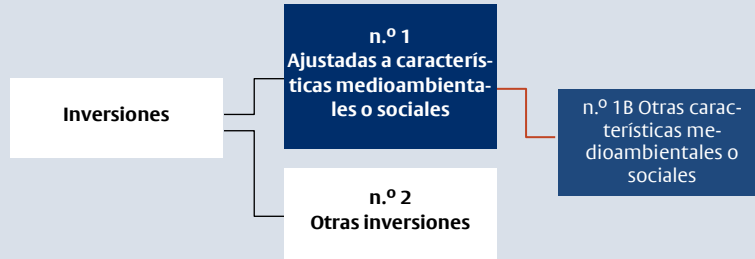 Inversiones
n.º 1
Ajustadas a caracterís-
ticas medioambienta-
les o sociales
n.º 1B Otras carac-
terísticas me-
dioambientales o
sociales
n.º 2
Otras inversiones